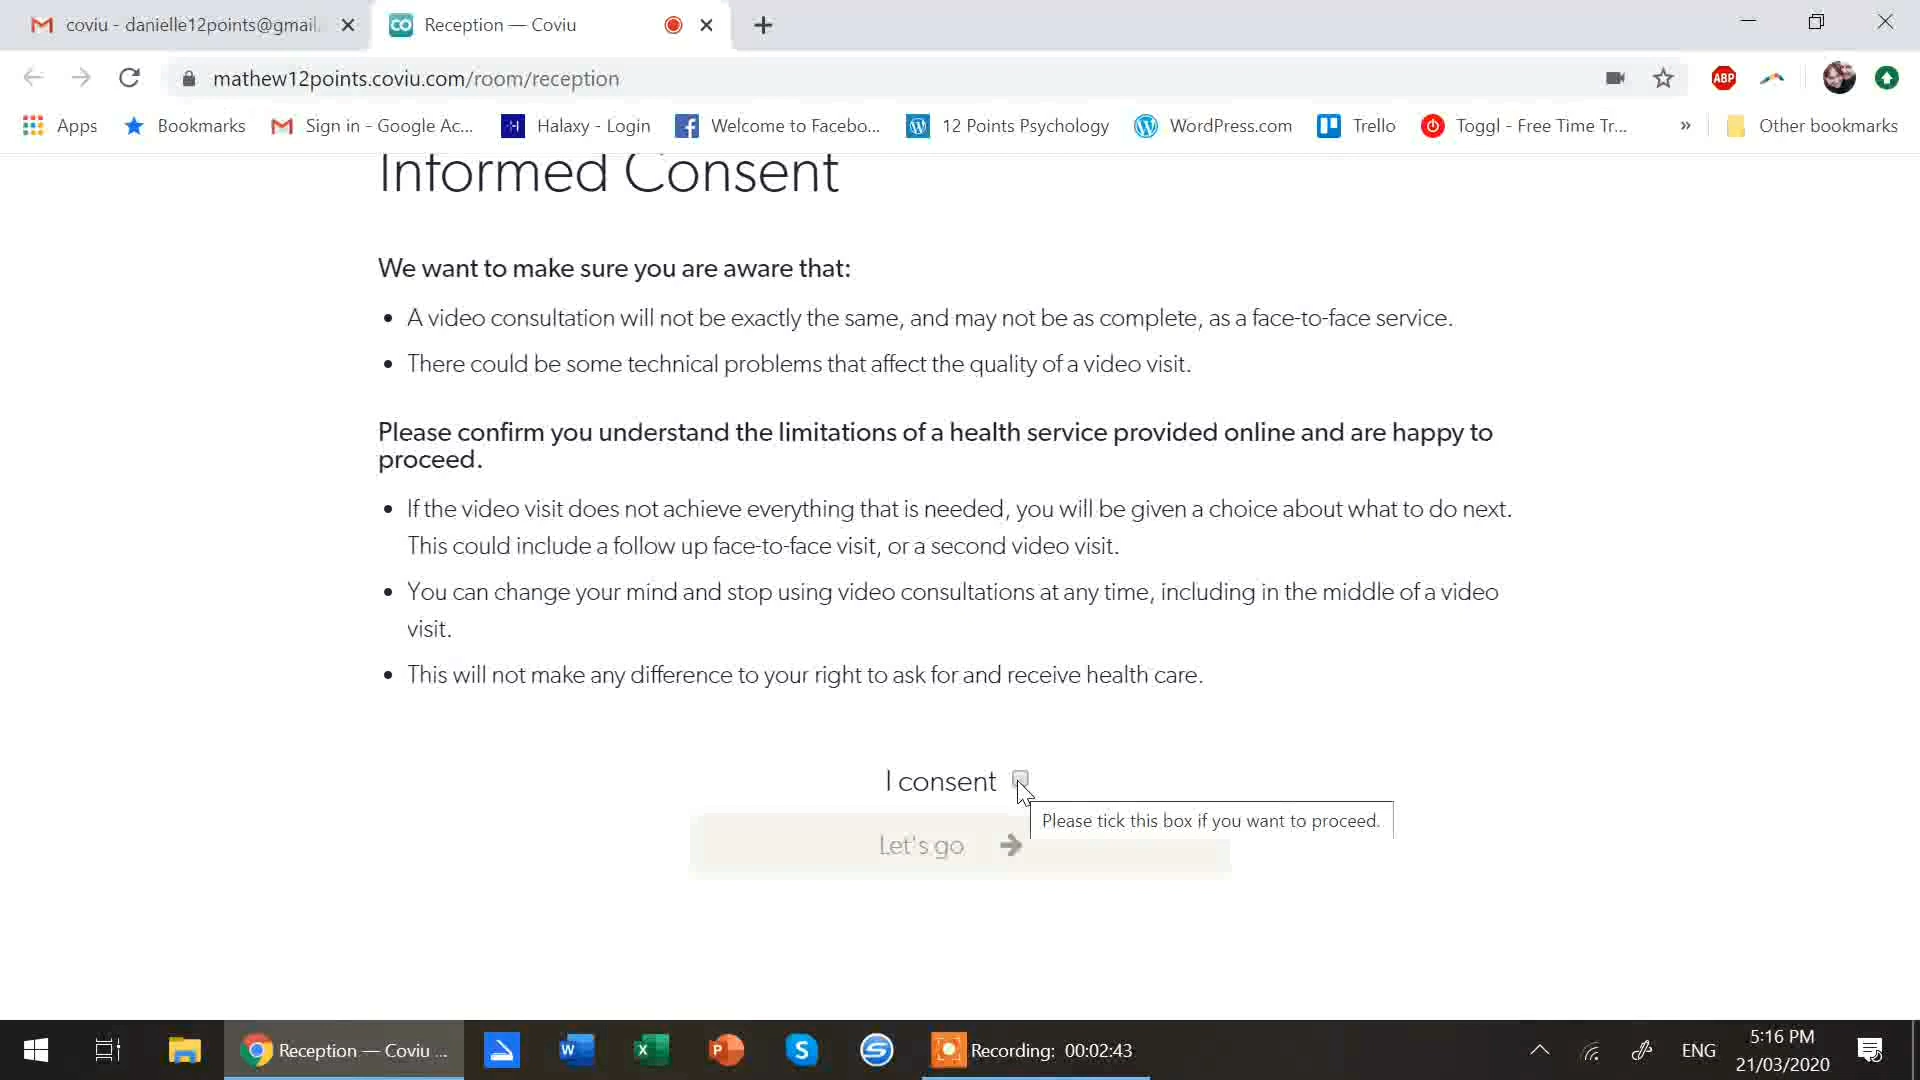 coviu - danielle12points@gmail.
Reception — Coviu
mathew12points.coviu.com/room/reception
ABP
Apps
Bookmarks
Sign in - Google Ac...
Halaxy - Login
Welcome to Facebo...
12 Points Psychology
WordPress.com
Trello
Toggl - Free Time Tr...
»
Other bookmarks
Informed Consent
We want to make sure you are aware that:
• A video consultation will not be exactly the same, and may not be as complete, as a face-to-face service.
• There could be some technical problems that affect the quality of a video visit.
Please confirm you understand the limitations of a health service provided online and are happy to
proceed.
• If the video visit does not achieve everything that is needed, you will be given a choice about what to do next.
This could include a follow up face-to-face visit, or a second video visit.
• You can change your mind and stop using video consultations at any time, including in the middle of a video
visit.
• This will not make any difference to your right to ask for and receive health care.
I consent
Please tick this box if you want to proceed.
Let's go
Reception — Coviu ...
Recording: 00:02:43
ENG
5:16 PM
21/03/2020